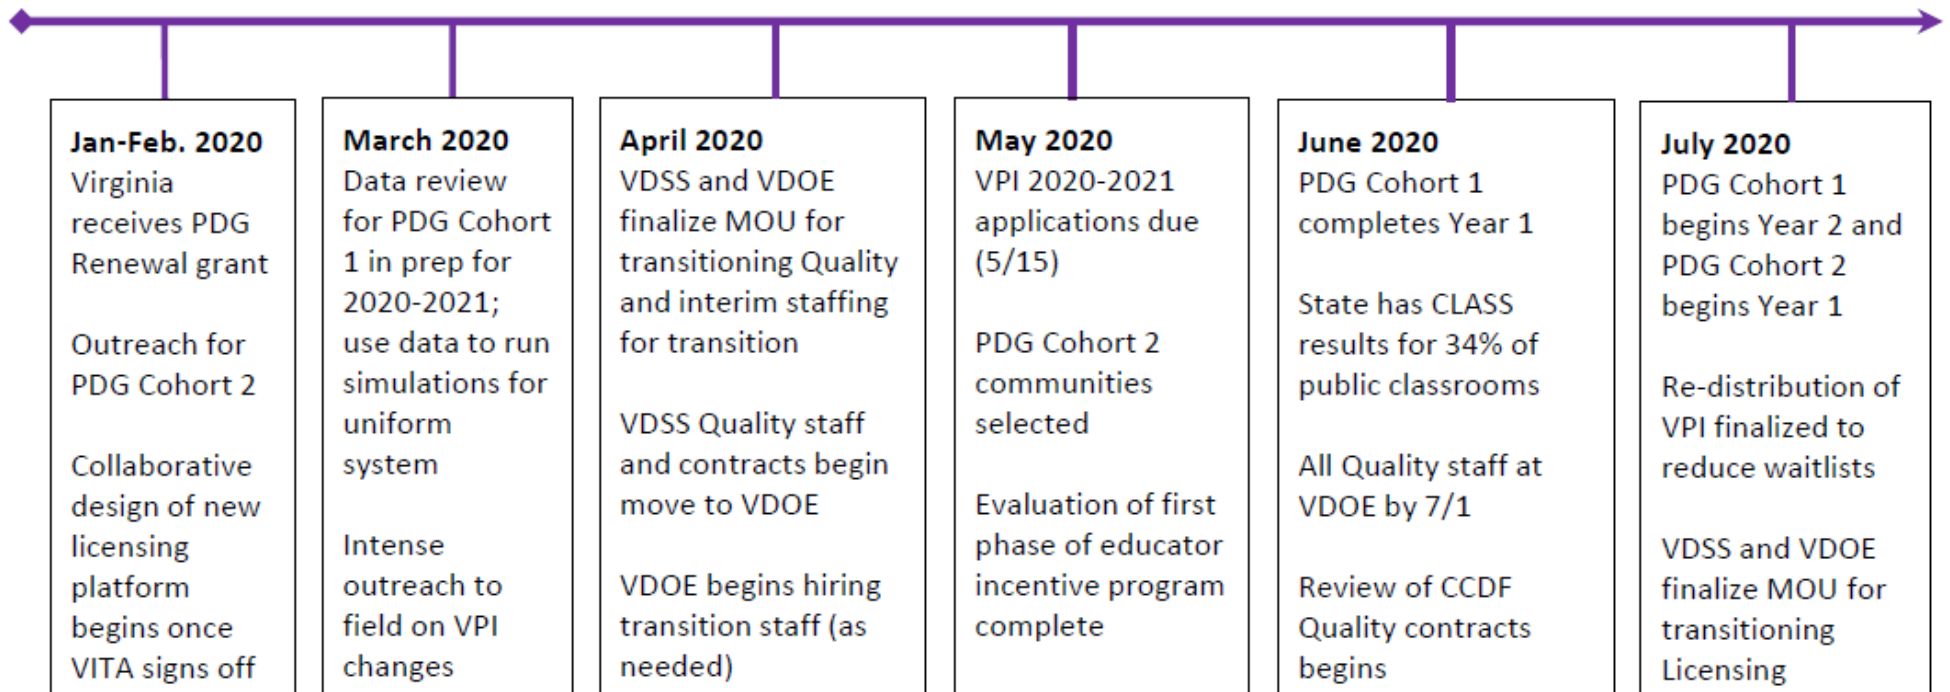 Jan-Feb. 2020
Virginia
receives PDG
Renewal grant
Outreach for
PDG Cohort 2
Collaborative
design of new
licensing
platform
begins once
VITA signs off
March 2020
Data review
for PDG Cohort
1 in prep for
2020-2021;
use data to run
simulations for
uniform
system
Intense
outreach to
field on VPI
changes
April 2020
VDSS and VDOE
finalize MOU for
transitioning Quality
and interim staffing
for transition
VDSS Quality staff
and contracts begin
move to VDOE
VDOE begins hiring
transition staff (as
needed)
May 2020
VPI 2020-2021
applications due
(5/15)
PDG Cohort 2
communities
selected
Evaluation of first
phase of educator
incentive program
complete
June 2020
PDG Cohort 1
completes Year 1
State has CLASS
results for 34% of
public classrooms
All Quality staff at
VDOE by 7/1
Review of CCDF
Quality contracts
begins
July 2020
PDG Cohort 1
begins Year 2 and
PDG Cohort 2
begins Year 1
Re-distribution of
VPI finalized to
reduce waitlists
VDSS and VDOE
finalize MOU for
transitioning
Licensing